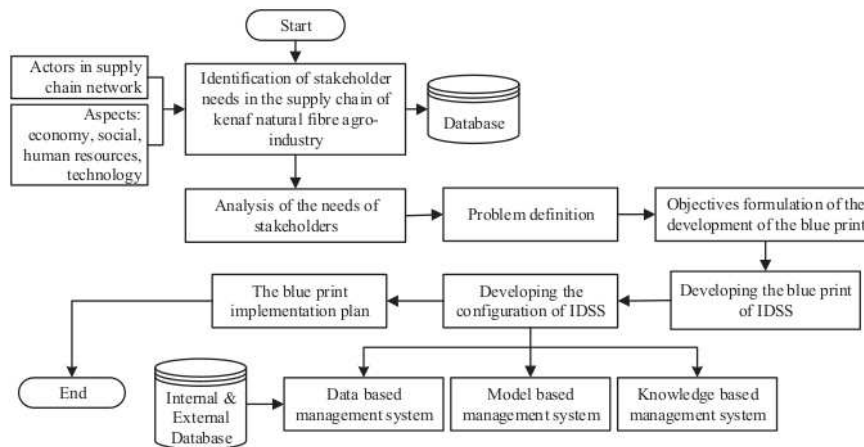 Start
Actors in supply
chain network
Aspects:
economy, social,
human resources,
technology
Identification of stakeholder
needs in the supply chain of
kenaf natural fibre agro-
industry
Database
Analysis of the needs of
stakeholders
Problem definition
Objectives formulation of the
development of the blue print
The blue print
implementation plan
Developing the
configuration of IDSS
Developing the blue print
of IDSS
End
Internal &
External
Database
Data based
management system
Model based
management system
Knowledge based
management system